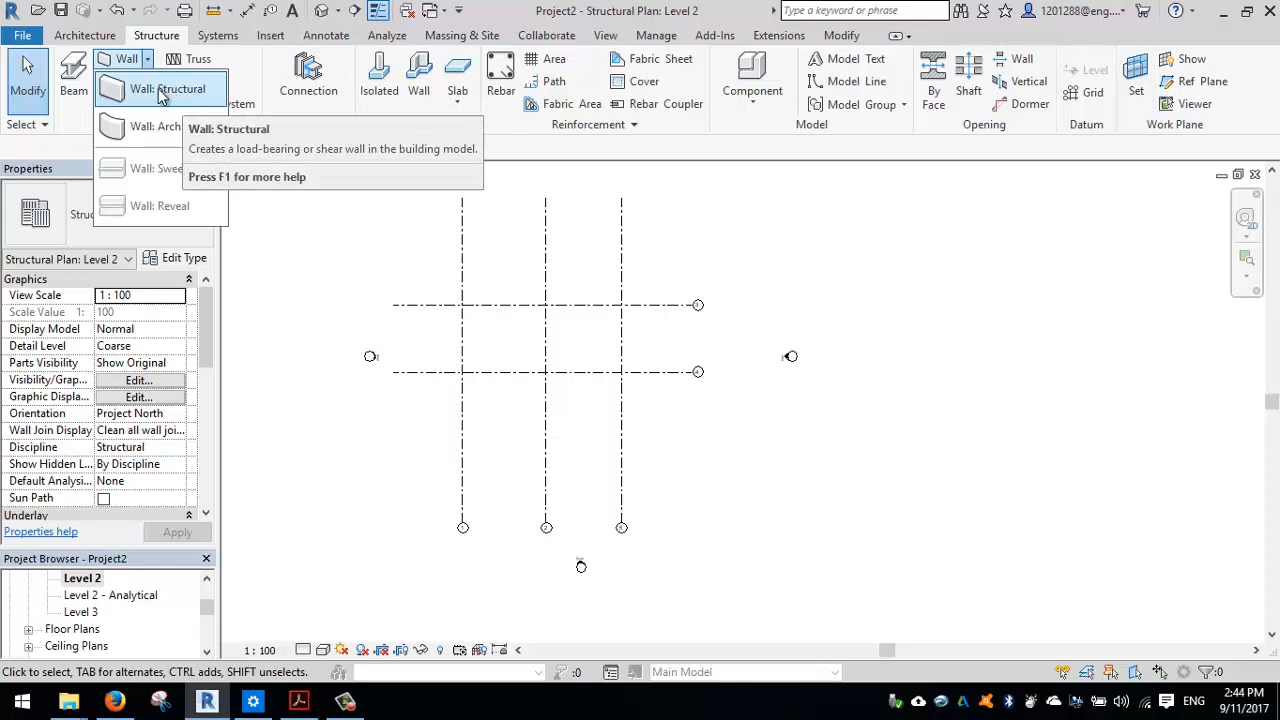 Project2 - Structural Plan: Level 2
Type a keyword or phrase
1201288@eng...
File
Architecture
Structure
Systems
Insert
Annotate
Analyze
Massing & Site
Collaborate
View
Manage
Add-Ins
Extensions
Modify
Modify
Beam
Wall
Truss
Connection
Isolated
Wall
Slab
Rebar
Area
Path
Fabric Sheet
Cover
Rebar Coupler
Component
Model Text
Model Line
Model Group
By Face
Shaft
Wall
Vertical
Dormer
Level
Grid
Set
Show
Ref Plane
Viewer
Select
Reinforcement
Model
Opening
Datum
Work Plane
Wall: Structural
Wall: Arch
Wall: Swee
Wall: Reveal
Wall: Structural
Creates a load-bearing or shear wall in the building model.
Press F1 for more help
Properties
Struc
Structural Plan: Level 2
Edit Type
Graphics
View Scale 1 : 100
Scale Value 1: 100
Display Model Normal
Detail Level Coarse
Parts Visibility Show Original
Visibility/Grap... Edit...
Graphic Displa... Edit...
Orientation Project North
Wall Join Display Clean all wall joi...
Discipline Structural
Show Hidden L... By Discipline
Default Analysi... None
Sun Path
Underlay
Properties help
Apply
Project Browser - Project2
Level 2
Level 2 - Analytical
Level 3
Floor Plans
Ceiling Plans
1 : 100
Click to select, TAB for alternates, CTRL adds, SHIFT unselects.
:0
Main Model
:0
ENG
2:44 PM
9/11/2017